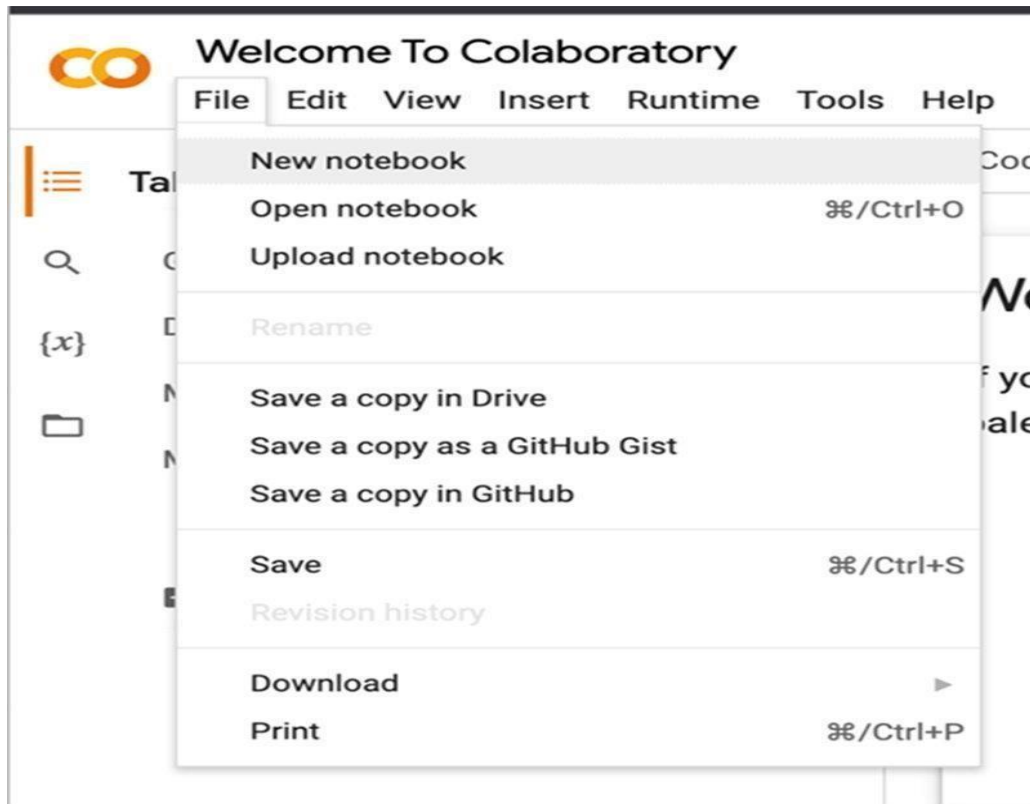 Welcome To Colaboratory
File Edit View Insert Runtime Tools Help
New notebook
Open notebook ⌘/Ctrl+O
Upload notebook
Rename
Save a copy in Drive
Save a copy as a GitHub Gist
Save a copy in GitHub
Save ⌘/Ctrl+S
Revision history
Download
Print ⌘/Ctrl+P
{x}